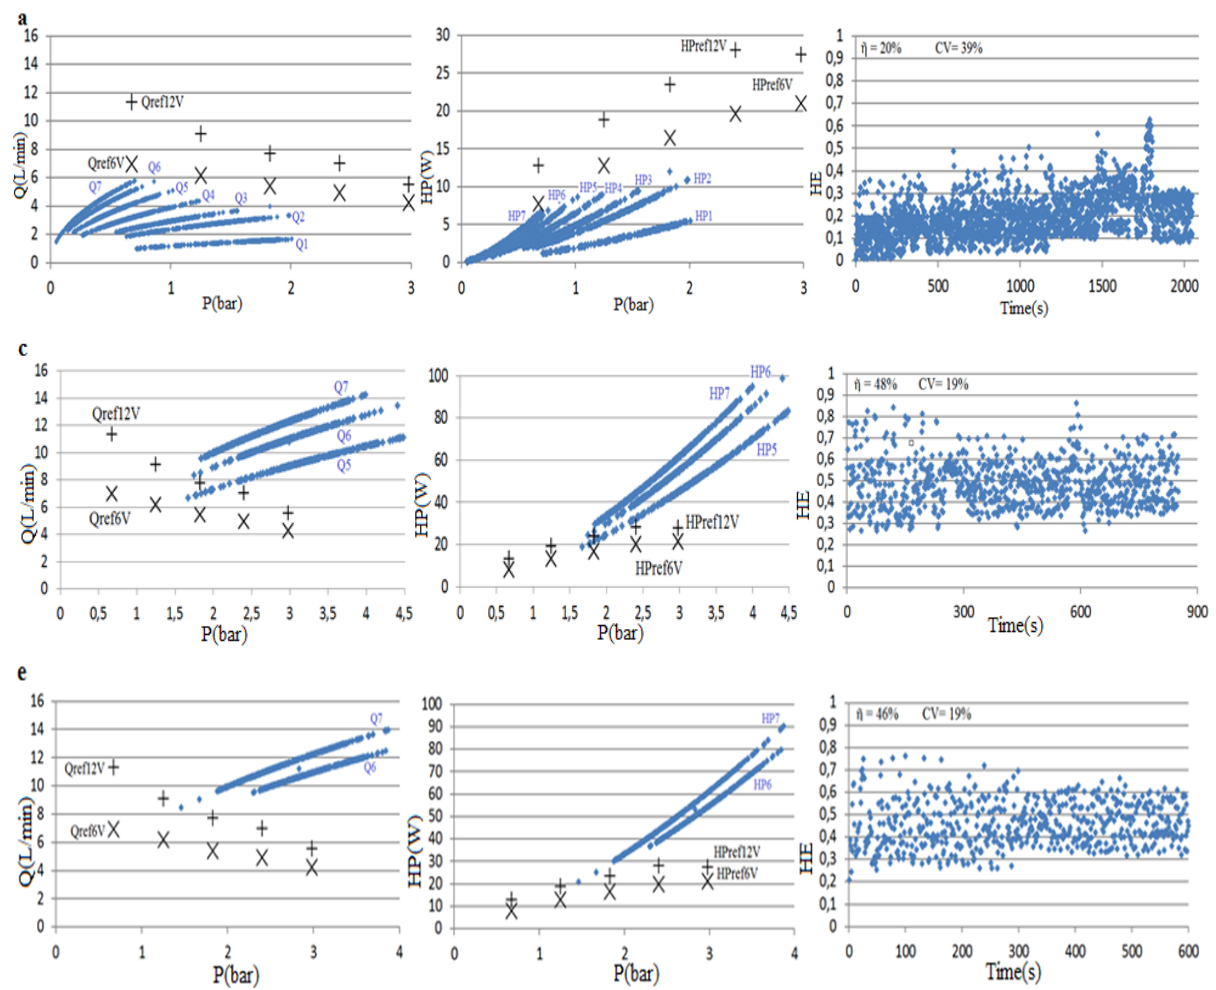 a
Q(L/min)
16
14
12
10
8
6
4
2
0
Qref12V
Qref6V
Q7
Q6
Q5
Q4
Q3
Q2
Q1
0
1
2
3
P(bar)
HP(W)
30
25
20
15
10
5
0
HPref12V
HPref6V
HP7
HP6
HP5
HP4
HP3
HP2
HP1
0
1
2
3
P(bar)
HE
1
0,9
0,8
0,7
0,6
0,5
0,4
0,3
0,2
0,1
0
η̄ = 20% CV= 39%
0
500
1000
1500
2000
Time(s)
c
Q(L/min)
16
14
12
10
8
6
4
2
0
Qref12V
Qref6V
Q7
Q6
Q5
0
0,5
1
1,5
2
2,5
3
3,5
4
4,5
P(bar)
HP(W)
100
80
60
40
20
0
HP6
HP7
HP5
HPref12V
HPref6V
0
0,5
1
1,5
2
2,5
3
3,5
4
4,5
P(bar)
HE
1
0,9
0,8
0,7
0,6
0,5
0,4
0,3
0,2
0,1
0
η̄ = 48% CV= 19%
0
300
600
900
Time(s)
e
Q(L/min)
16
14
12
10
8
6
4
2
0
Qref12V
Qref6V
Q7
Q6
0
1
2
3
4
P(bar)
HP(W)
100
90
80
70
60
50
40
30
20
10
0
HP7
HP6
HPref12V
HPref6V
0
1
2
3
4
P(bar)
HE
1
0,9
0,8
0,7
0,6
0,5
0,4
0,3
0,2
0,1
0
η̄ = 46% CV= 19%
0
100
200
300
400
500
600
Time(s)